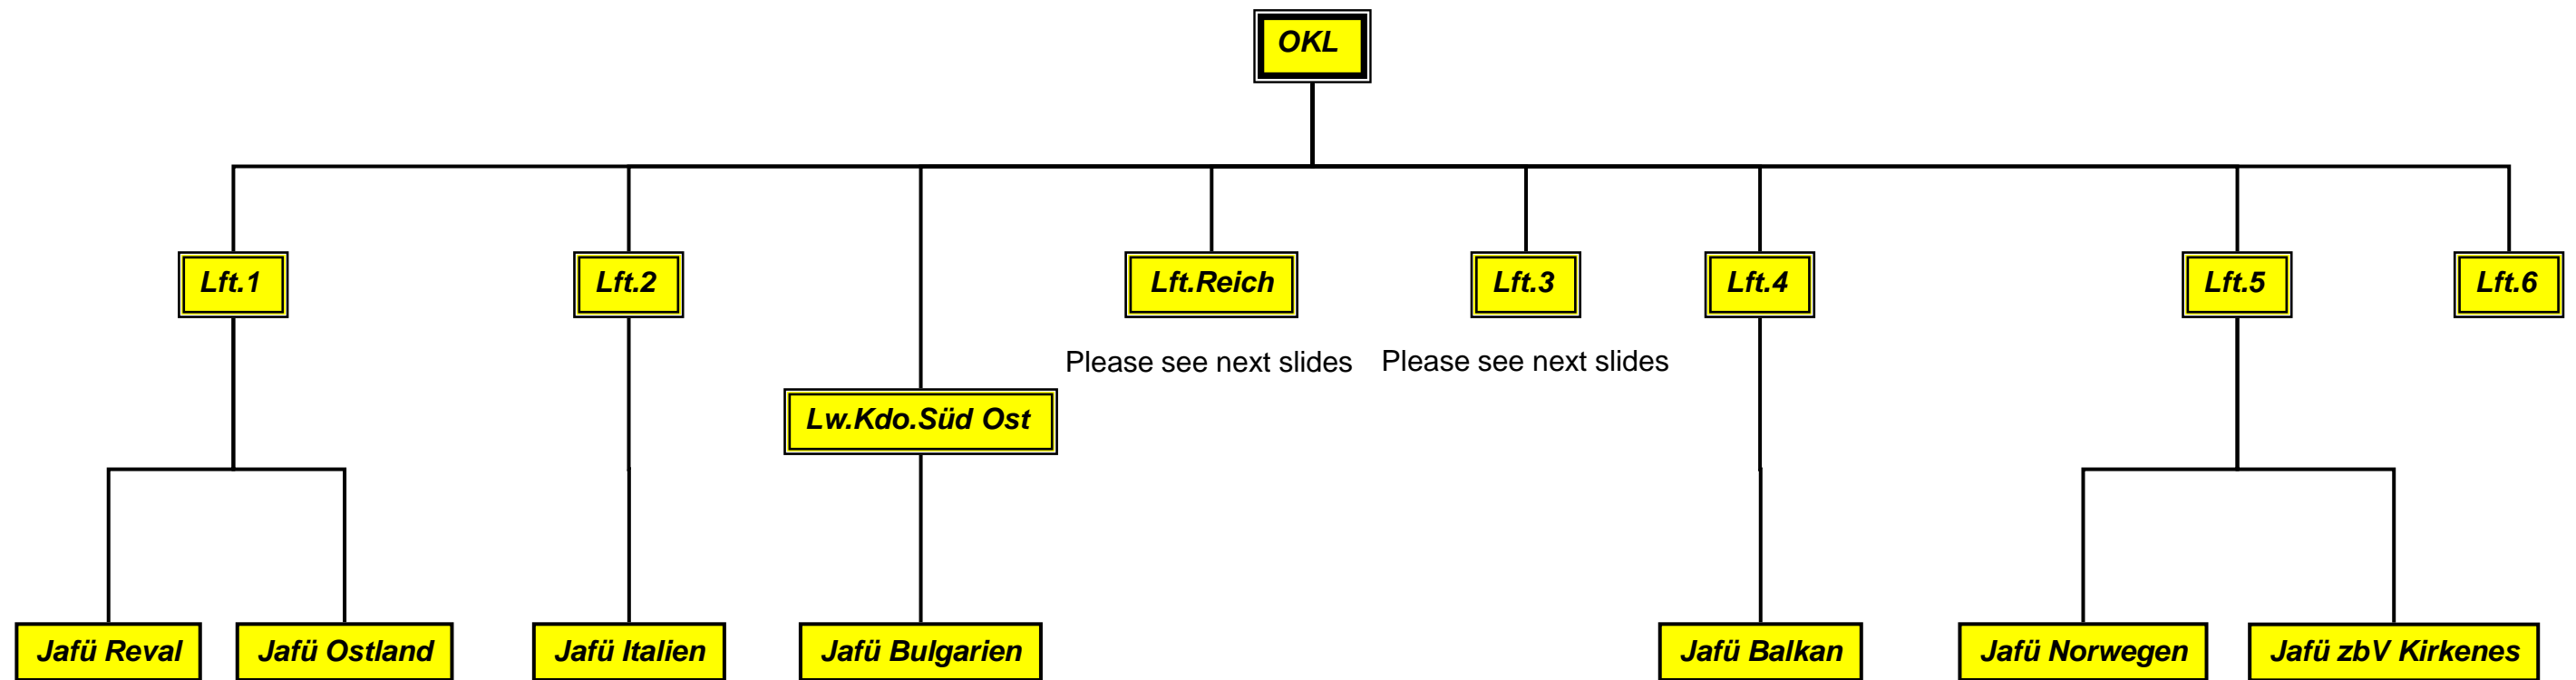 OKL
Lft.1
Lft.2
Lft.Reich
Lft.3
Lft.4
Lft.5
Lft.6
Please see next slides
Please see next slides
Lw.Kdo.Süd Ost
Jafü Reval
Jafü Ostland
Jafü Italien
Jafü Bulgarien
Jafü Balkan
Jafü Norwegen
Jafü zbV Kirkenes